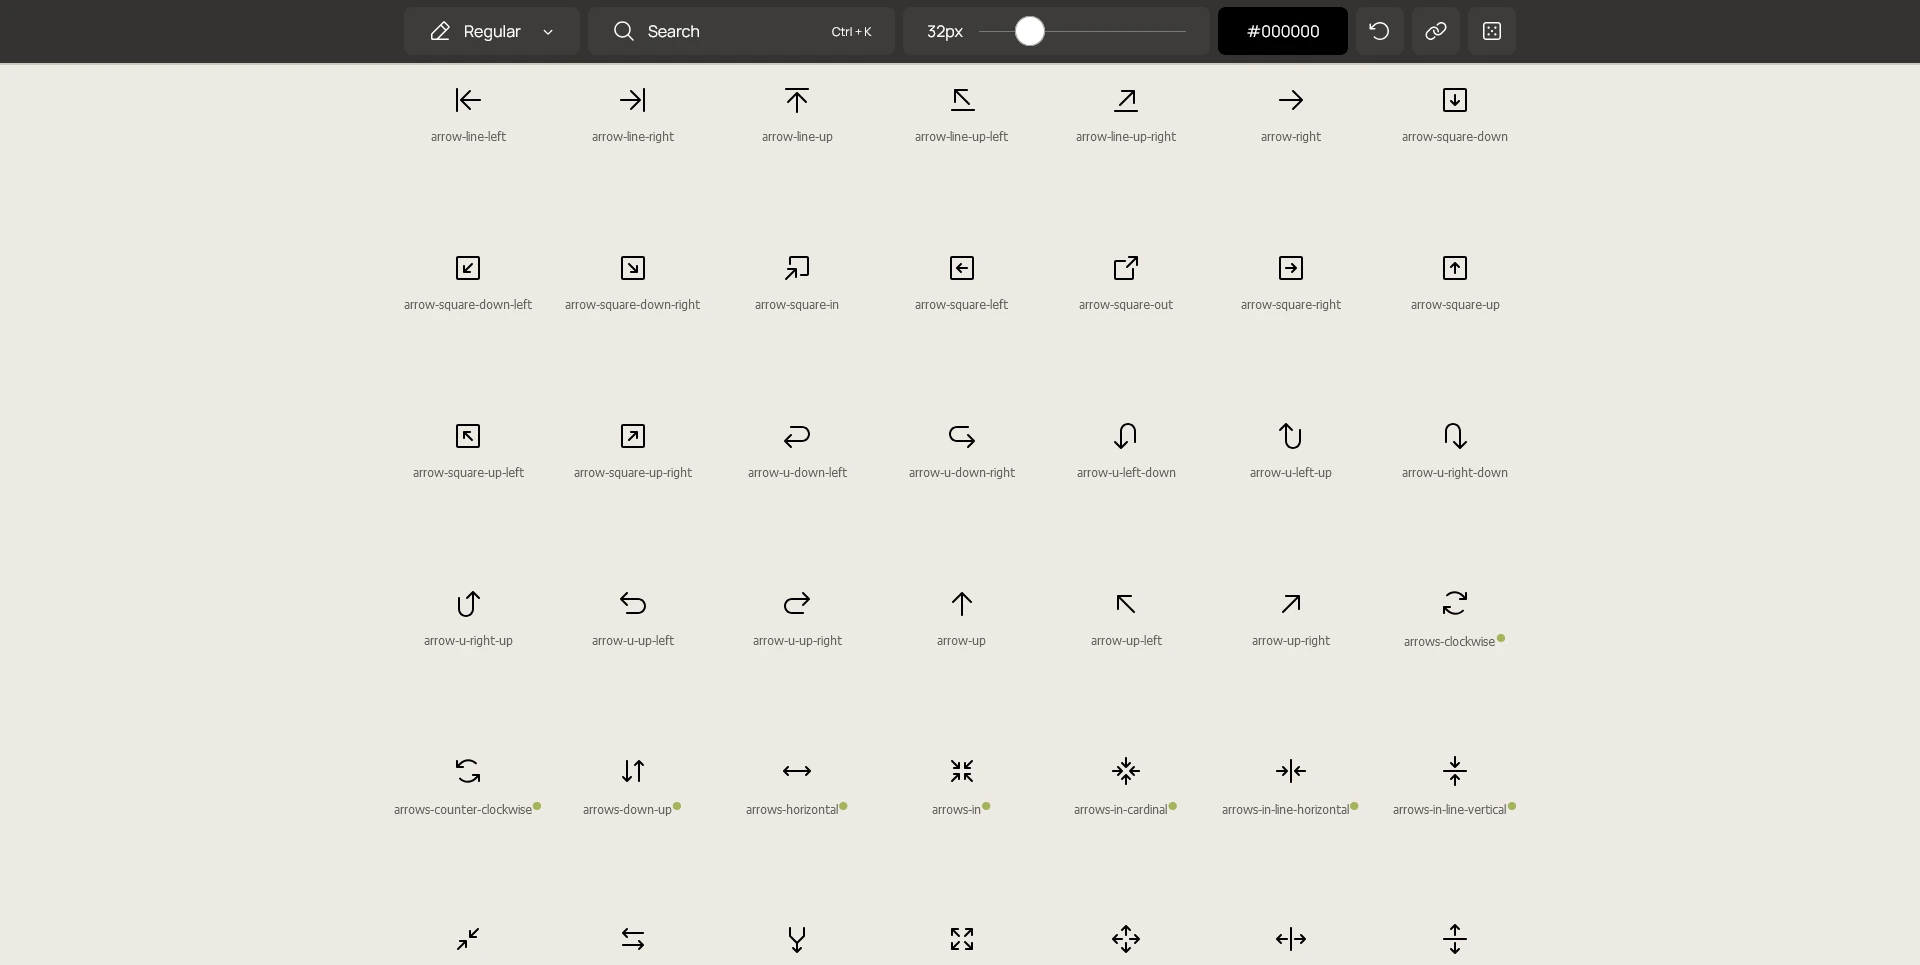 Regular Search Ctrl + K 32px #000000
arrow-line-left arrow-line-right arrow-line-up arrow-line-up-left arrow-line-up-right arrow-right arrow-square-down
arrow-square-down-left arrow-square-down-right arrow-square-in arrow-square-left arrow-square-out arrow-square-right arrow-square-up
arrow-square-up-left arrow-square-up-right arrow-u-down-left arrow-u-down-right arrow-u-left-down arrow-u-left-up arrow-u-right-down
arrow-u-right-up arrow-u-up-left arrow-u-up-right arrow-up arrow-up-left arrow-up-right arrows-clockwise
arrows-counter-clockwise arrows-down-up arrows-horizontal arrows-in arrows-in-cardinal arrows-in-line-horizontal arrows-in-line-vertical